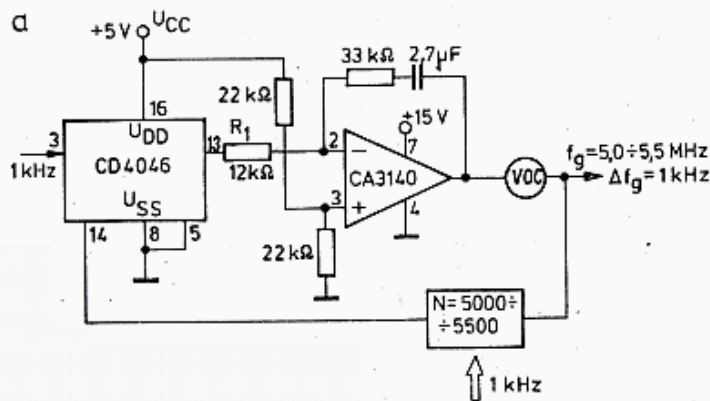 a
+5 V
UCC
33 kΩ
2,7µF
22 kΩ
16
UDD
3
1 kHz
CD 4046
13
R1
12kΩ
2
−
+15 V
7
CA3140
3
+
4
VOC
fg = 5,0 ÷ 5,5 MHz
Δfg = 1 kHz
USS
14
8
5
22 kΩ
N = 5000 ÷
÷ 5500
1 kHz